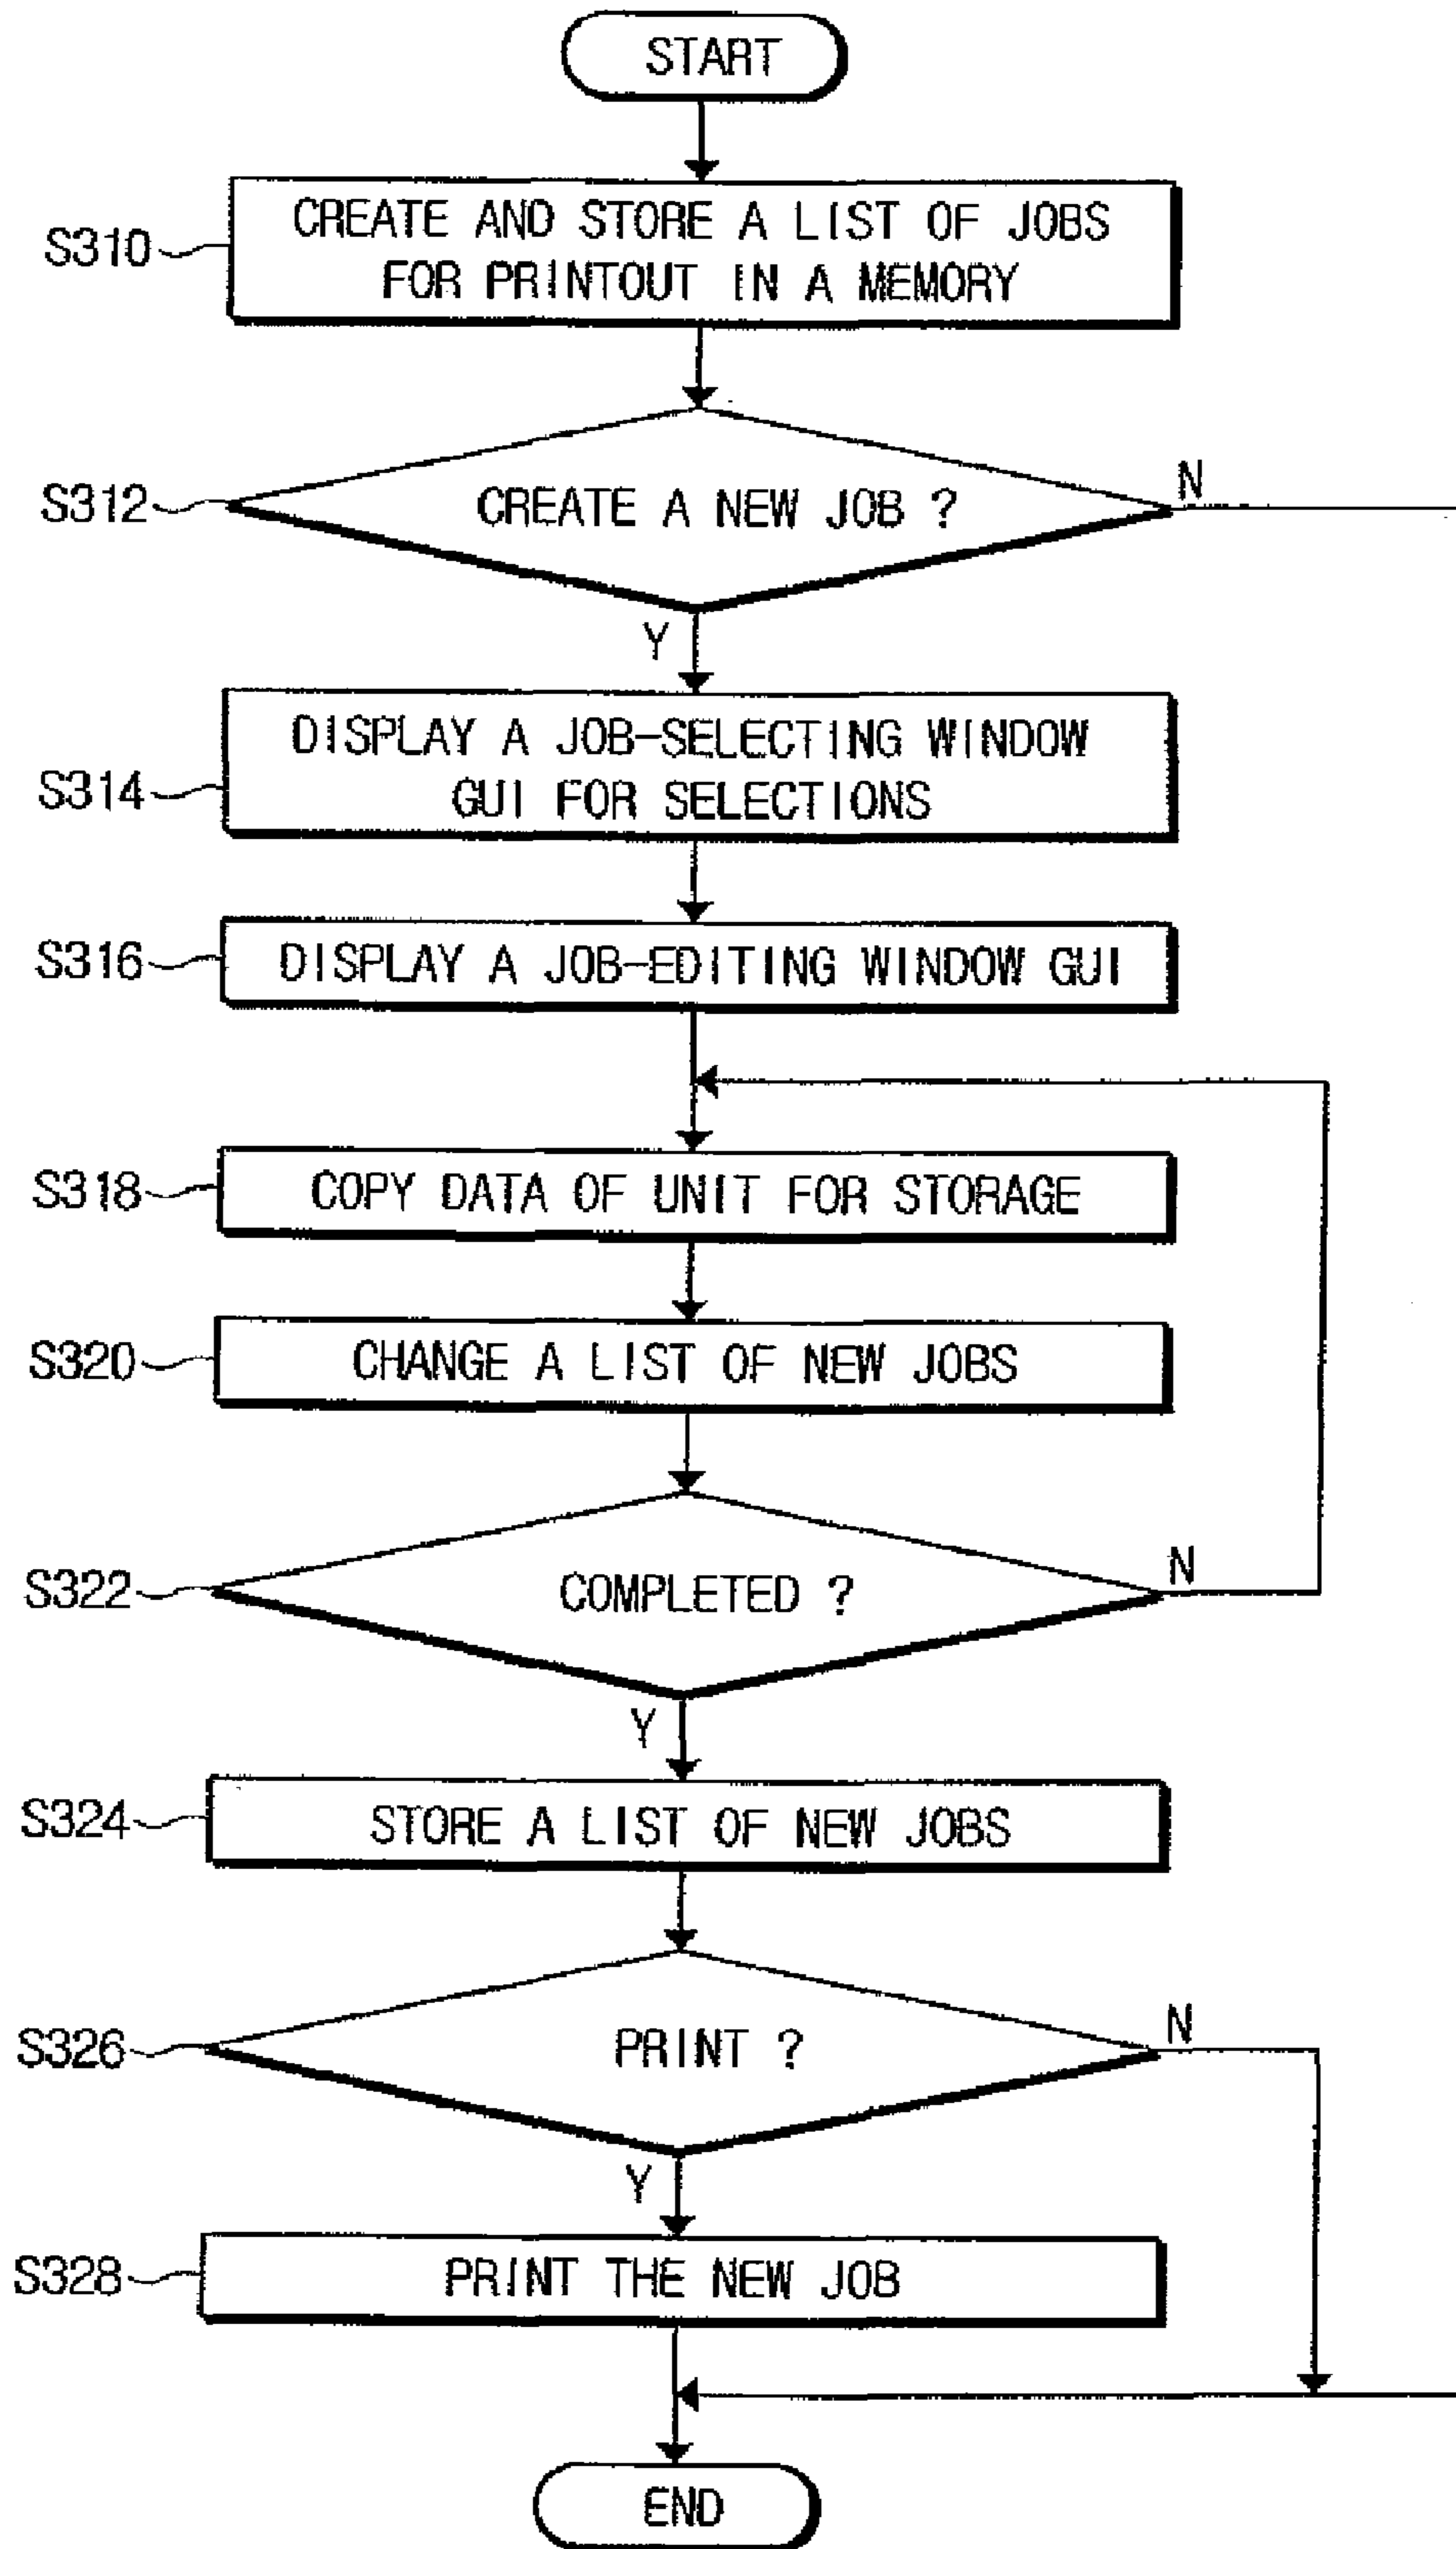 START
S310
CREATE AND STORE A LIST OF JOBS
FOR PRINTOUT IN A MEMORY
S312
CREATE A NEW JOB ?
N
Y
S314
DISPLAY A JOB-SELECTING WINDOW
GUI FOR SELECTIONS
S316
DISPLAY A JOB-EDITING WINDOW GUI
S318
COPY DATA OF UNIT FOR STORAGE
S320
CHANGE A LIST OF NEW JOBS
S322
COMPLETED ?
N
Y
S324
STORE A LIST OF NEW JOBS
S326
PRINT ?
N
Y
S328
PRINT THE NEW JOB
END